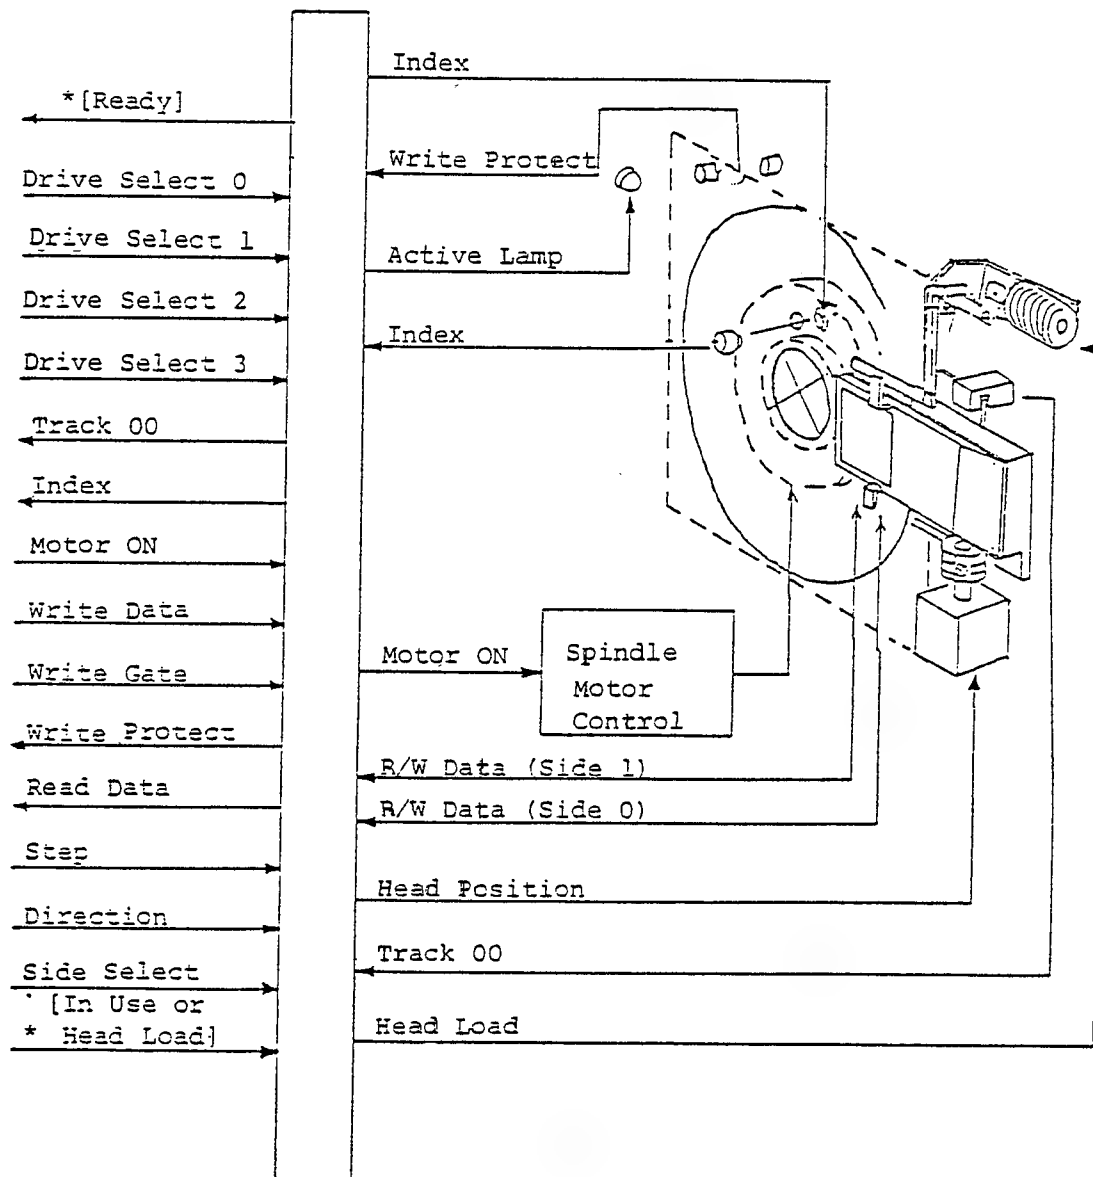 *[Ready]
Drive Select 0
Drive Select 1
Drive Select 2
Drive Select 3
Track 00
Index
Motor ON
Write Data
Write Gate
Write Protect
Read Data
Step
Direction
Side Select
[In Use or
* Head Load]
Index
Write Protect
Active Lamp
Index
Motor ON
Spindle
Motor
Control
R/W Data (Side 1)
R/W Data (Side 0)
Head Position
Track 00
Head Load